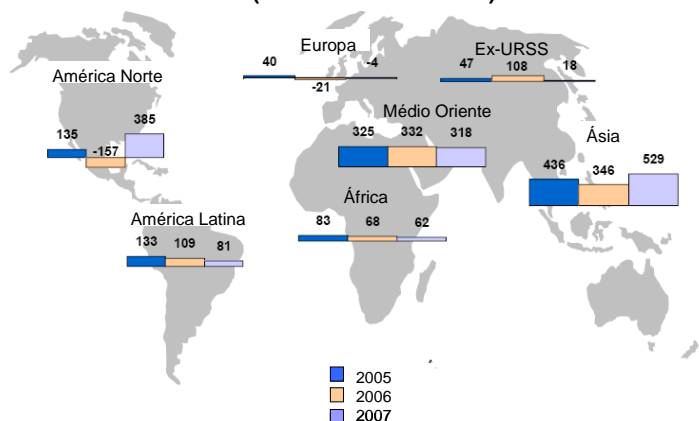 Europa
40 -4
-21
Ex-URSS
47 108 18
América Norte
385
135
-157
Médio Oriente
325 332 318
Ásia
436 346 529
África
83 68 62
América Latina
133 109 81
2005
2006
2007